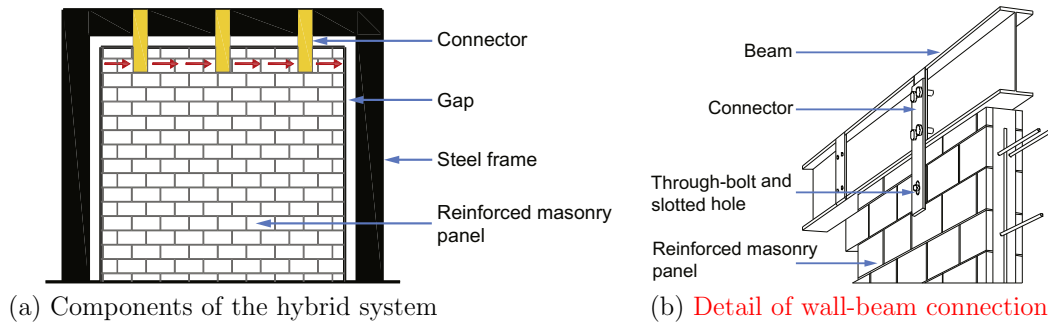 Connector
Gap
Steel frame
Reinforced masonry
panel
(a) Components of the hybrid system
Beam
Connector
Through-bolt and
slotted hole
Reinforced masonry
panel
(b) Detail of wall-beam connection